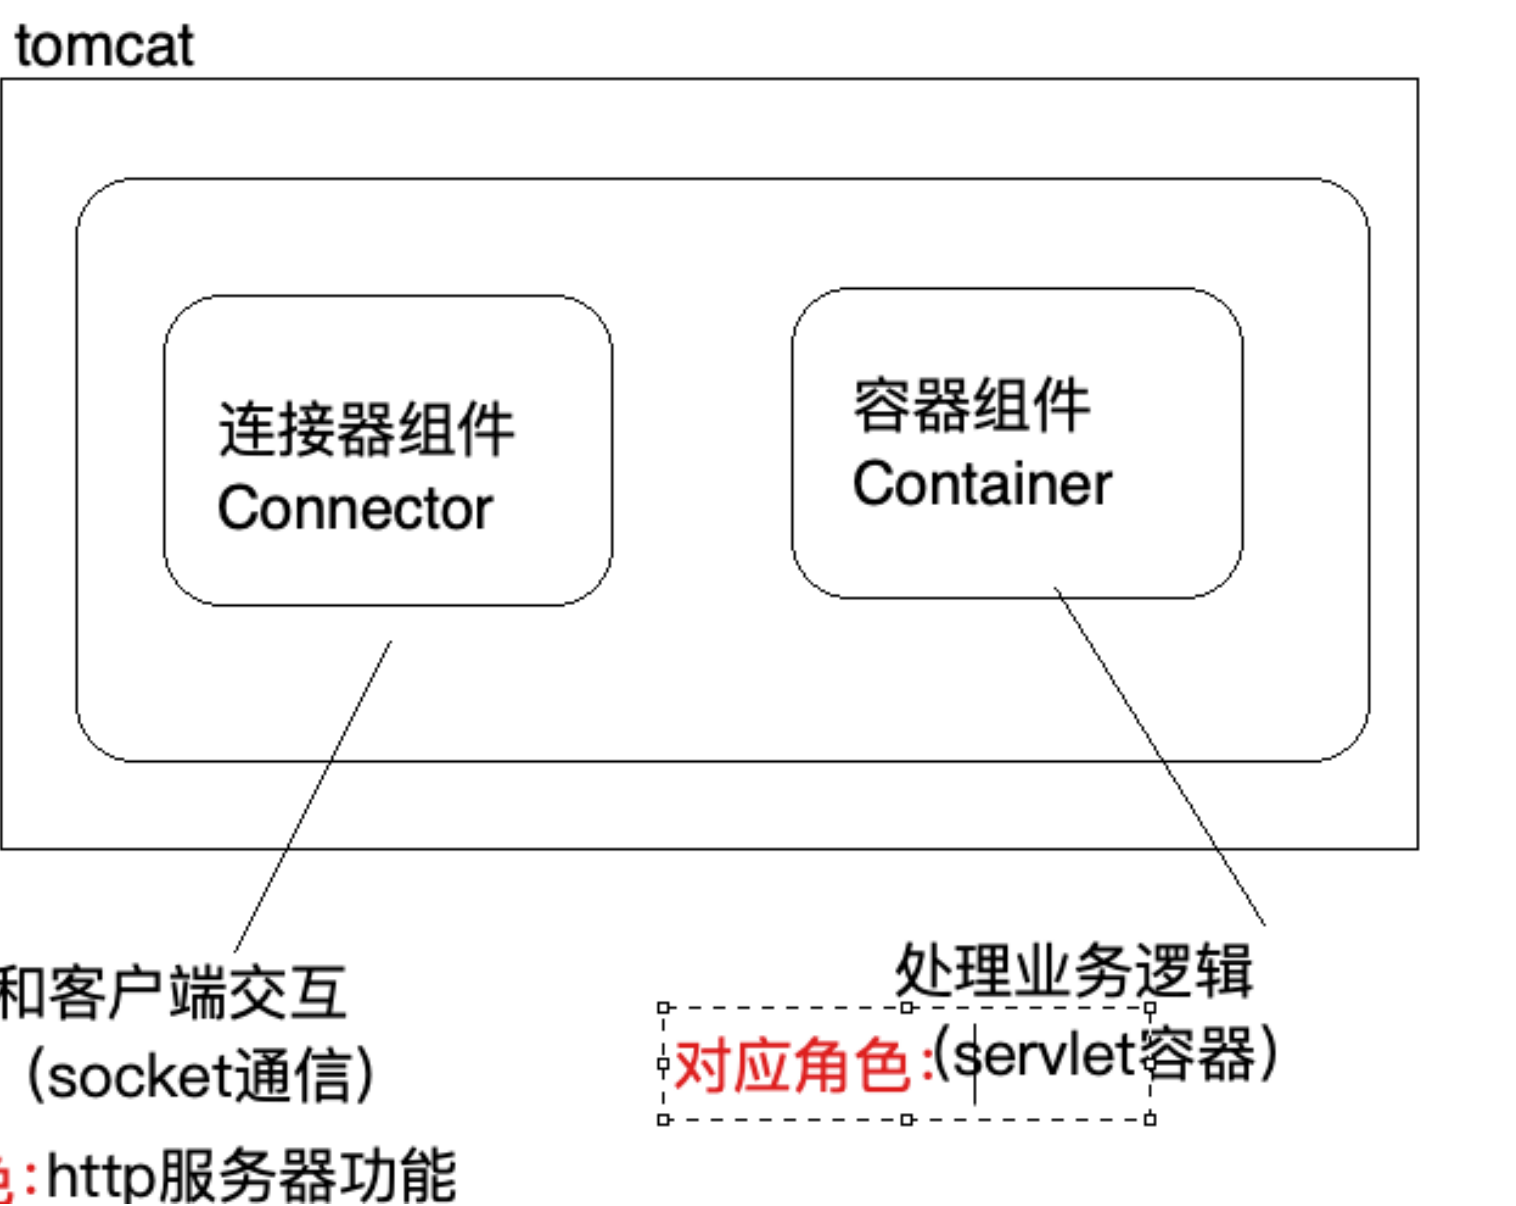 tomcat
连接器组件
Connector
容器组件
Container
和客户端交互
（socket通信）
:http服务器功能
处理业务逻辑
对应角色:（servlet容器）